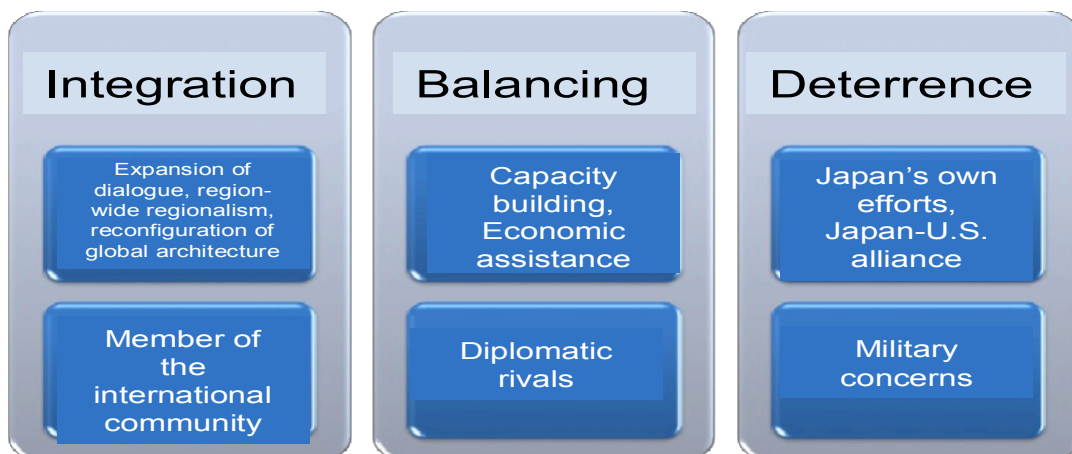 Integration
Expansion of
dialogue, region-
wide regionalism,
reconfiguration of
global architecture
Member of
the
international
community
Balancing
Capacity
building,
Economic
assistance
Diplomatic
rivals
Deterrence
Japan’s own
efforts,
Japan-U.S.
alliance
Military
concerns